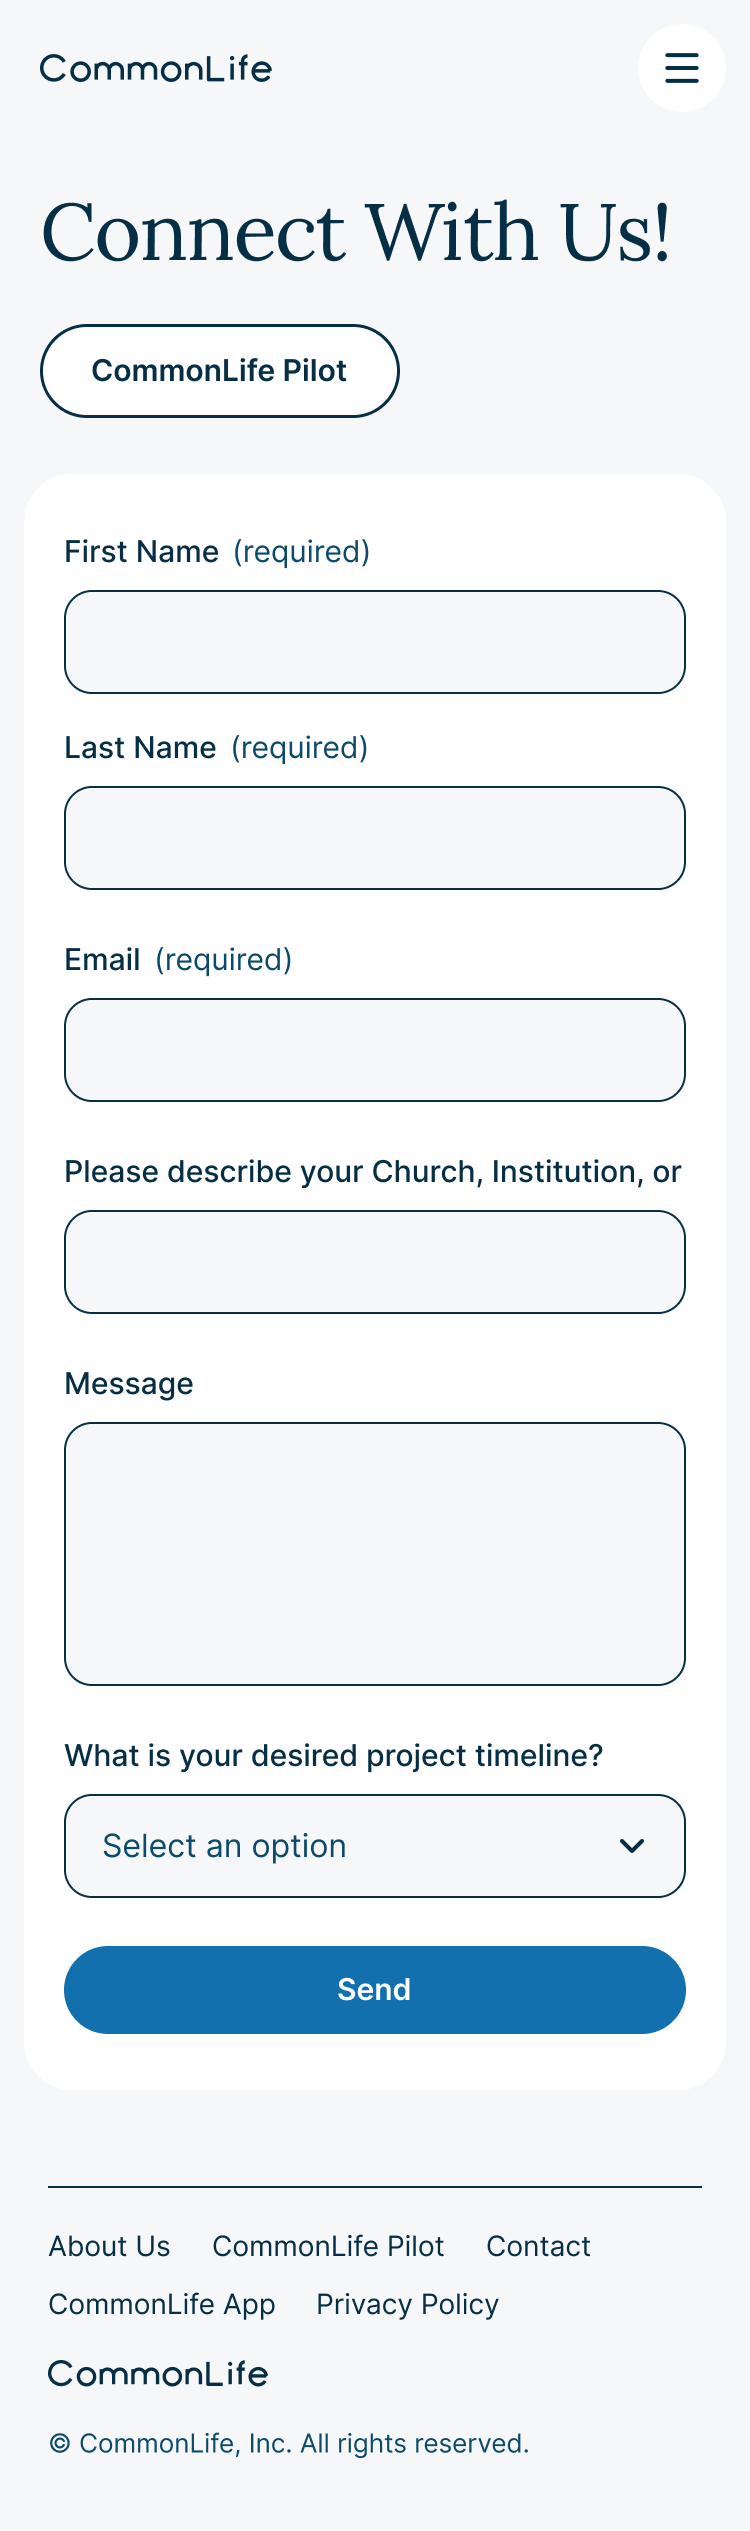 CommonLife
Connect With Us!
CommonLife Pilot
First Name (required)
Last Name (required)
Email (required)
Please describe your Church, Institution, or
Message
What is your desired project timeline?
Select an option
Send
About Us CommonLife Pilot Contact
CommonLife App Privacy Policy
CommonLife
© CommonLife, Inc. All rights reserved.